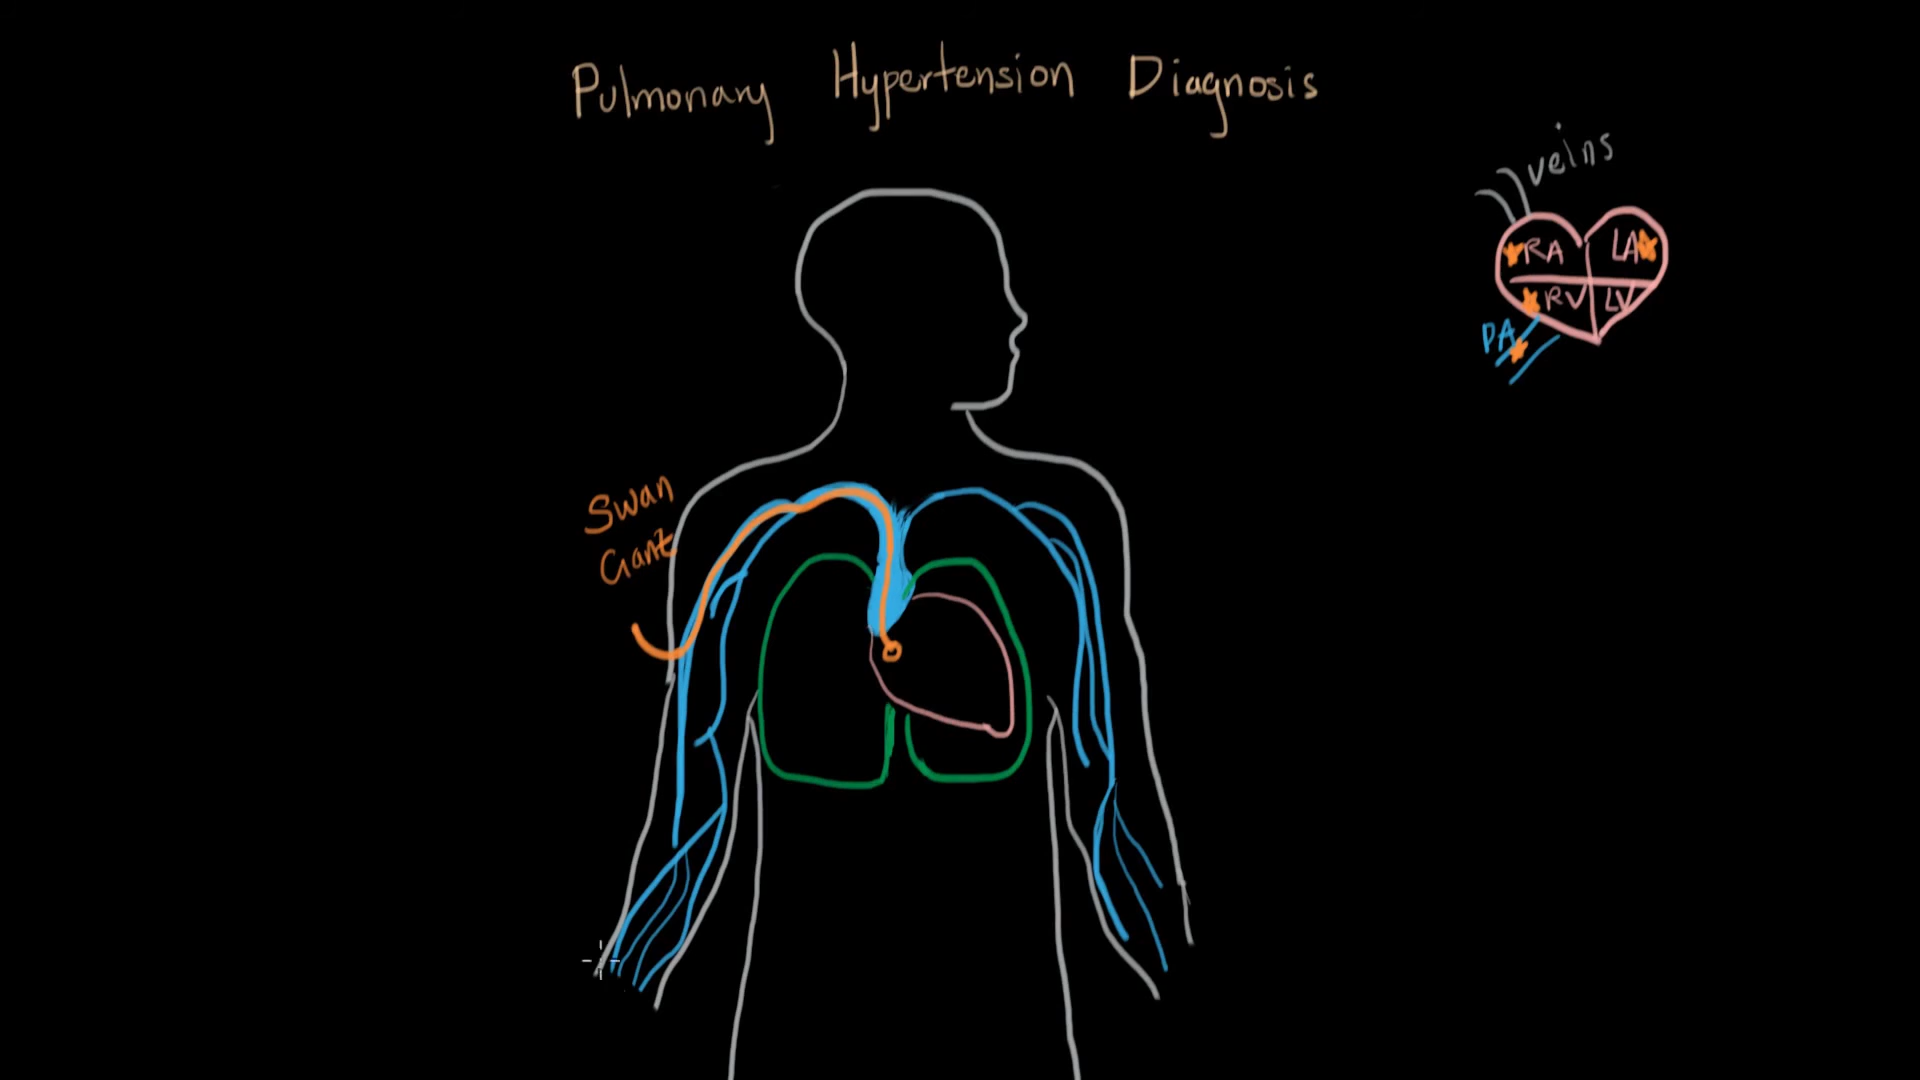 Pulmonary Hypertension Diagnosis
veins
RA LA
RV LV
PA
Swan
Ganz